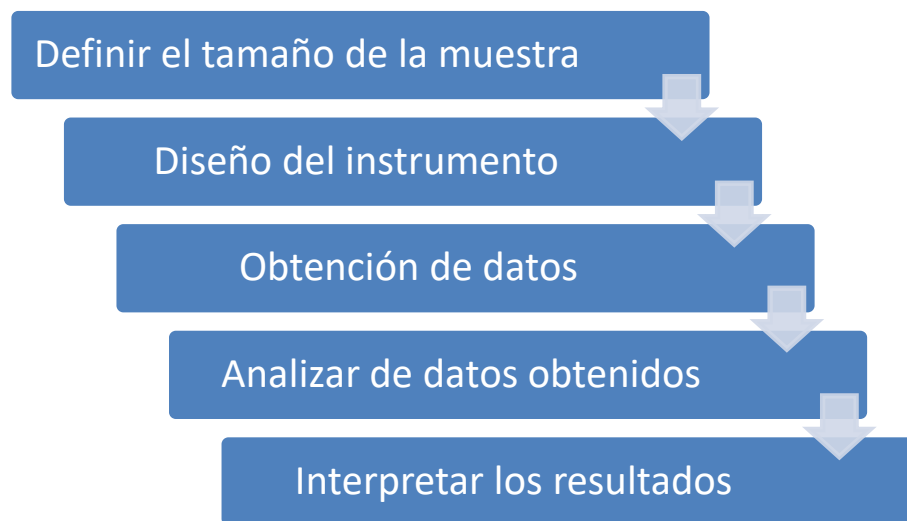 Definir el tamaño de la muestra
Diseño del instrumento
Obtención de datos
Analizar de datos obtenidos
Interpretar los resultados